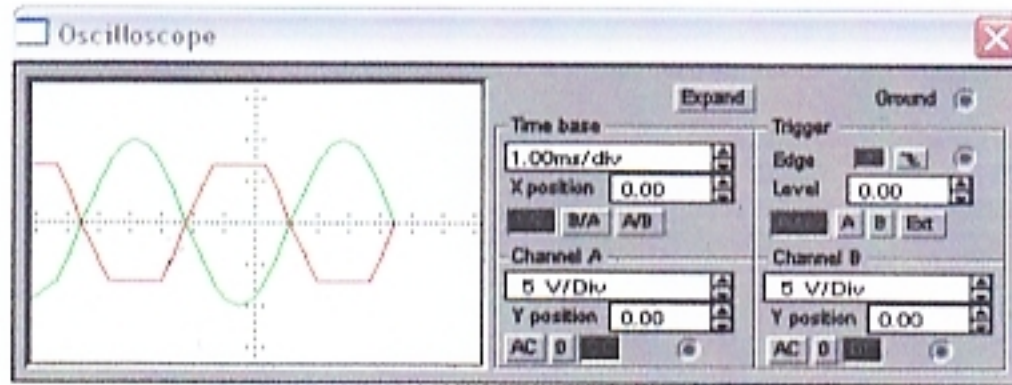 Oscilloscope
Expand
Ground
Time base
1.00ms/div
X position 0.00
B/A A/B
Trigger
Edge
Level 0.00
A B Ext
Channel A
5 V/Div
Y position 0.00
AC 0
Channel B
5 V/Div
Y position 0.00
AC 0